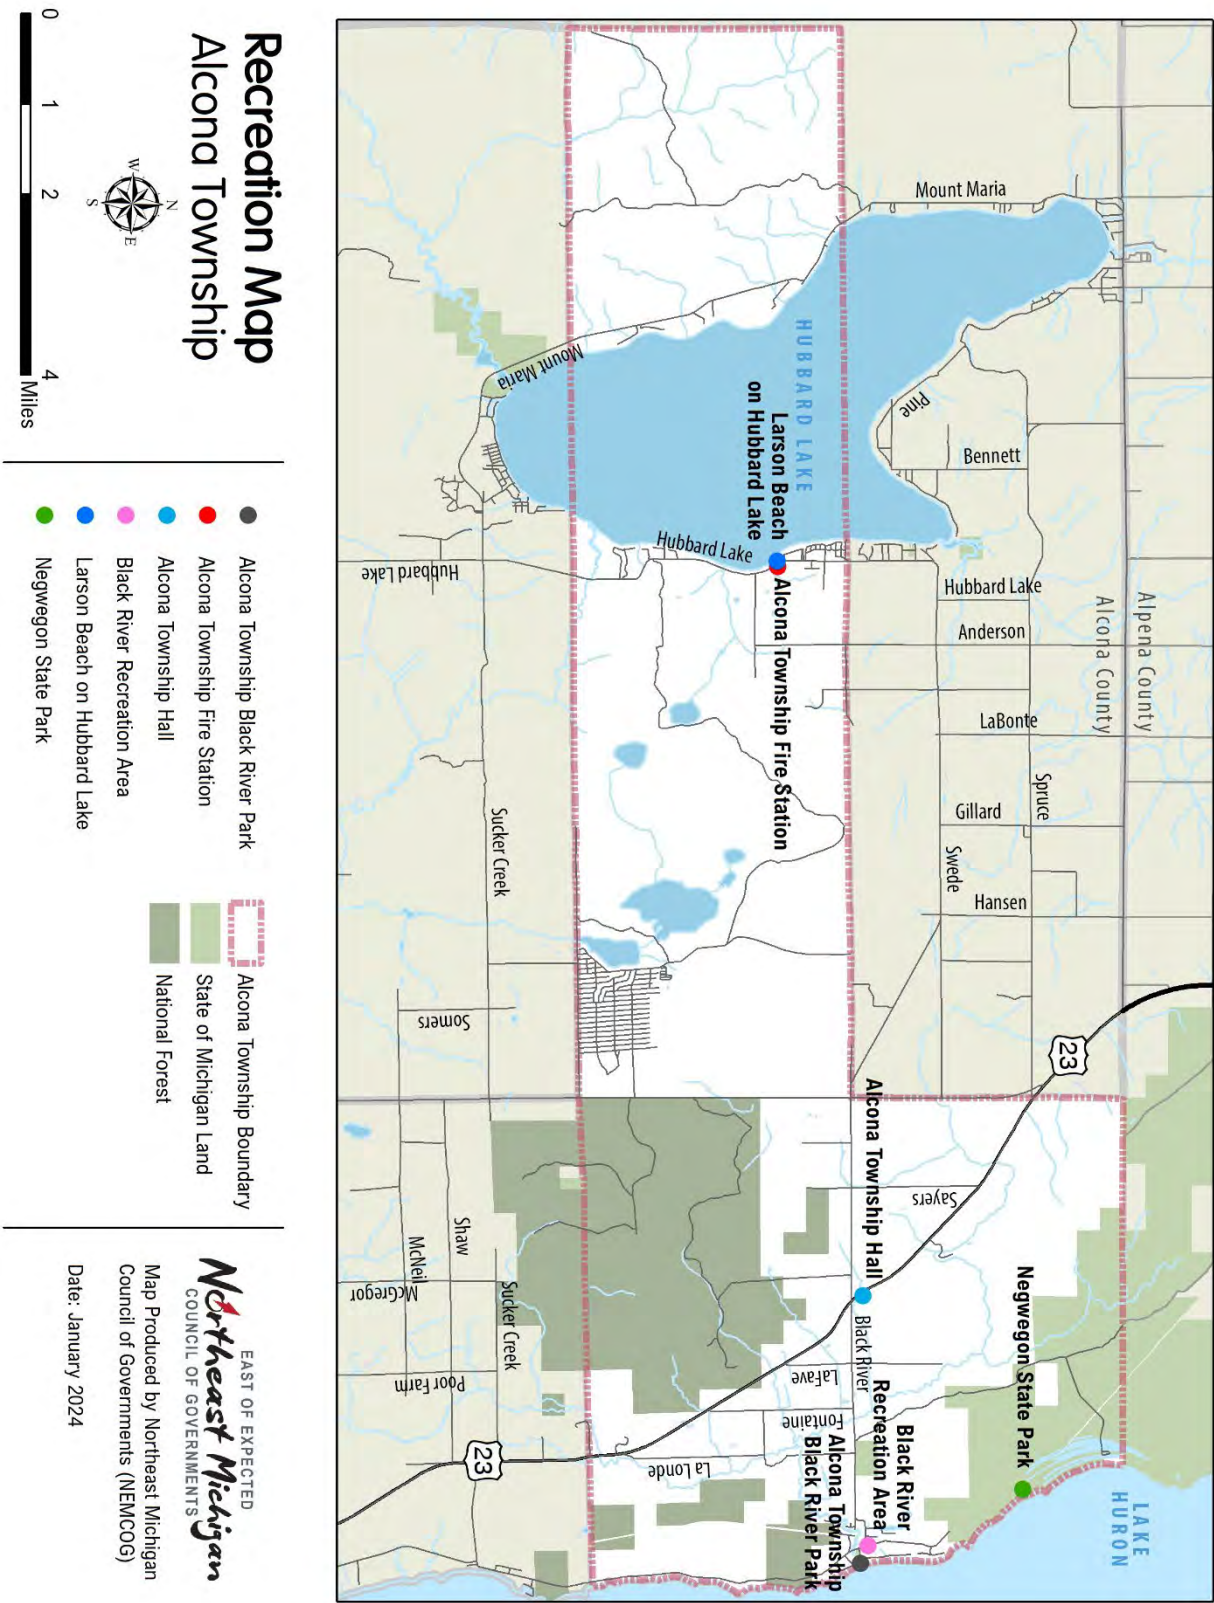 Recreation Map
Alcona Township
0 1 2 4
Miles
N
W E
S
Alcona Township Black River Park
Alcona Township Fire Station
Alcona Township Hall
Black River Recreation Area
Larson Beach on Hubbard Lake
Negwegon State Park
Alcona Township Boundary
State of Michigan Land
National Forest
EAST OF EXPECTED
Northeast Michigan
COUNCIL OF GOVERNMENTS
Map Produced by Northeast Michigan
Council of Governments (NEMCOG)
Date: January 2024
Alpena County
Alcona County
Mount Maria
Pine
Bennett
Hubbard Lake
Anderson
LaBonte
Spruce
Gillard
Swede
Hansen
23
HUBBARD LAKE
Larson Beach
on Hubbard Lake
Alcona Township Fire Station
Hubbard Lake
Mount Maria
Hubbard Lake
Sucker Creek
Somers
Alcona Township Hall
Sayers
Black River
LaFave
Fontaine
La Londe
Negwegon State Park
LAKE
HURON
Black River
Recreation Area
Alcona Township
Black River Park
Shaw
McNeil
McGregor
Sucker Creek
Poor Farm
23